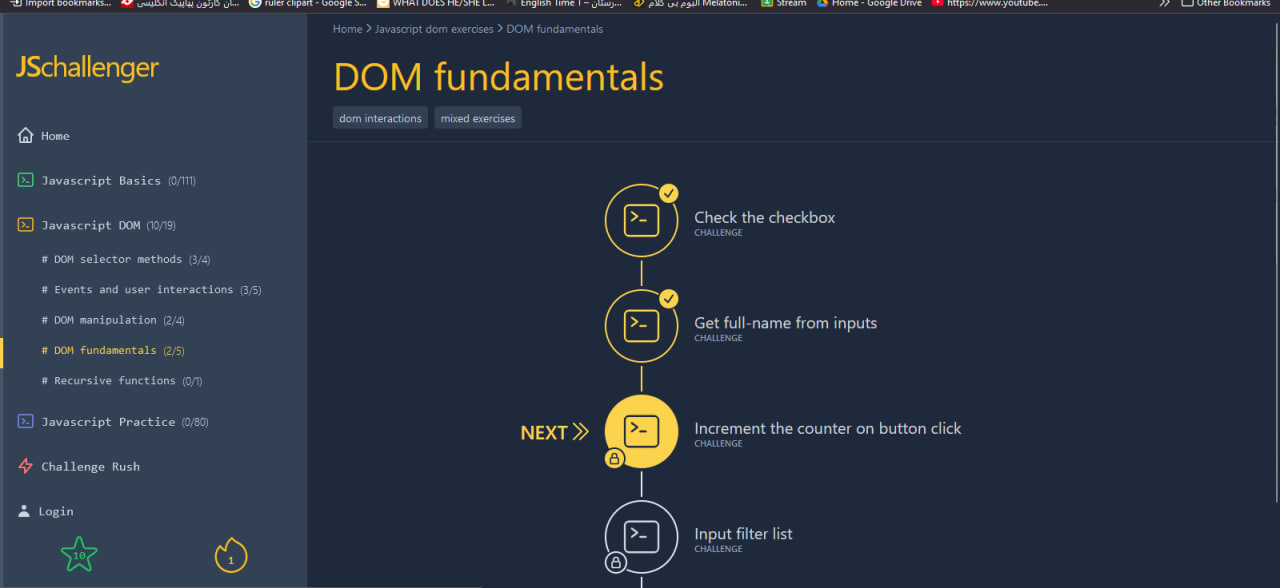 Import bookmarks...
...ان کارتون پیاپیک انگلیسی
ruler clipart - Google S...
WHAT DOES HE/SHE L...
English Time 1 – رستان...
آلبوم بی کلام Melatoni...
Stream
Home - Google Drive
https://www.youtube....
Other Bookmarks
Home > Javascript dom exercises > DOM fundamentals
JSchallenger
DOM fundamentals
dom interactions
mixed exercises
Home
Javascript Basics (0/111)
Javascript DOM (10/19)
# DOM selector methods (3/4)
# Events and user interactions (3/5)
# DOM manipulation (2/4)
# DOM fundamentals (2/5)
# Recursive functions (0/1)
Javascript Practice (0/80)
Challenge Rush
Login
10
1
Check the checkbox
CHALLENGE
Get full-name from inputs
CHALLENGE
NEXT
Increment the counter on button click
CHALLENGE
Input filter list
CHALLENGE